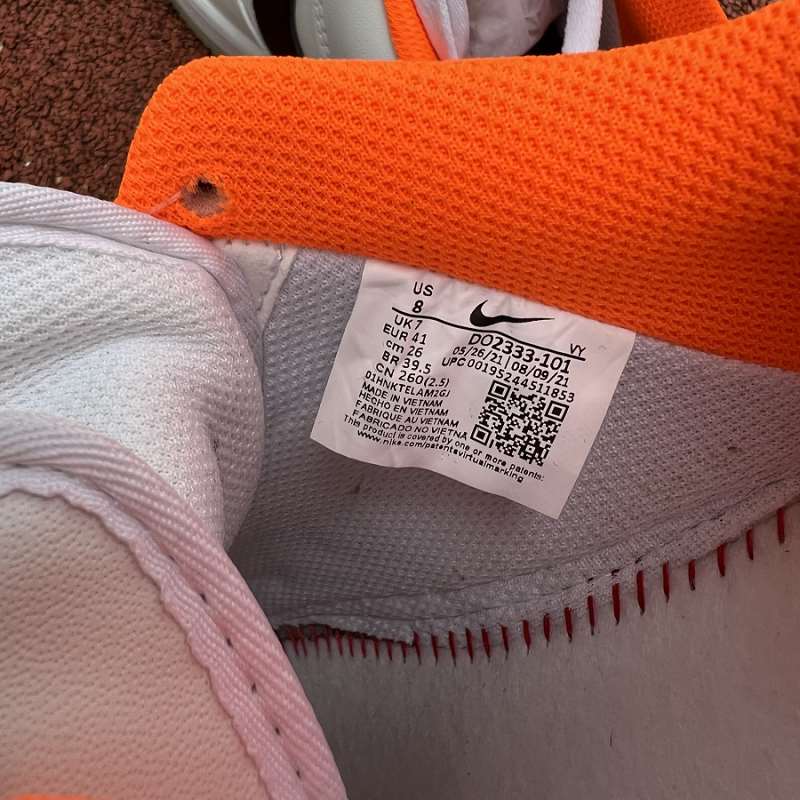 US
8
UK 7
EUR 41
cm 26
BR 39.5
CN 260(2.5)
DO2333-101 VY
05/26/21 08/09/21
UPC 00195244511853
01HNKTELAM2GJ
MADE IN VIETNAM
HECHO EN VIETNAM
FABRIQUE AU VIETNAM
FABRICADO NO VIETNA
This product is covered by one or more patents:
www.nike.com/patentsvirtualmarking